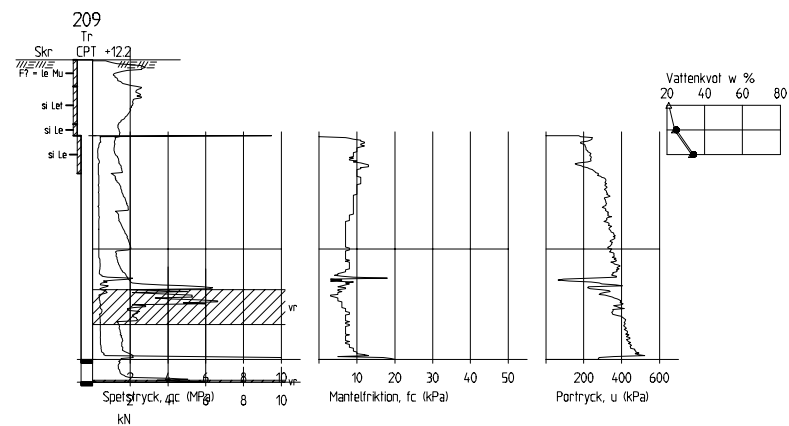 209
Tr
Skr CPT +12.2
F? = le Mu
si Let
si Le
si Le
Vattenkvot w %
20 40 60 80
vr
vr
2 4 6 8 10
10 20 30 40 50
200 400 600
Spetstryck, qc (MPa)
Mantelfriktion, fc (kPa)
Portryck, u (kPa)
2 4 6 8 10
kN